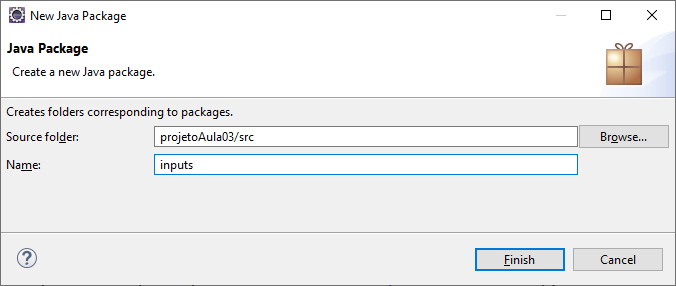 New Java Package
Java Package
Create a new Java package.
Creates folders corresponding to packages.
Source folder: projetoAula03/src Browse...
Name: inputs
? Finish Cancel